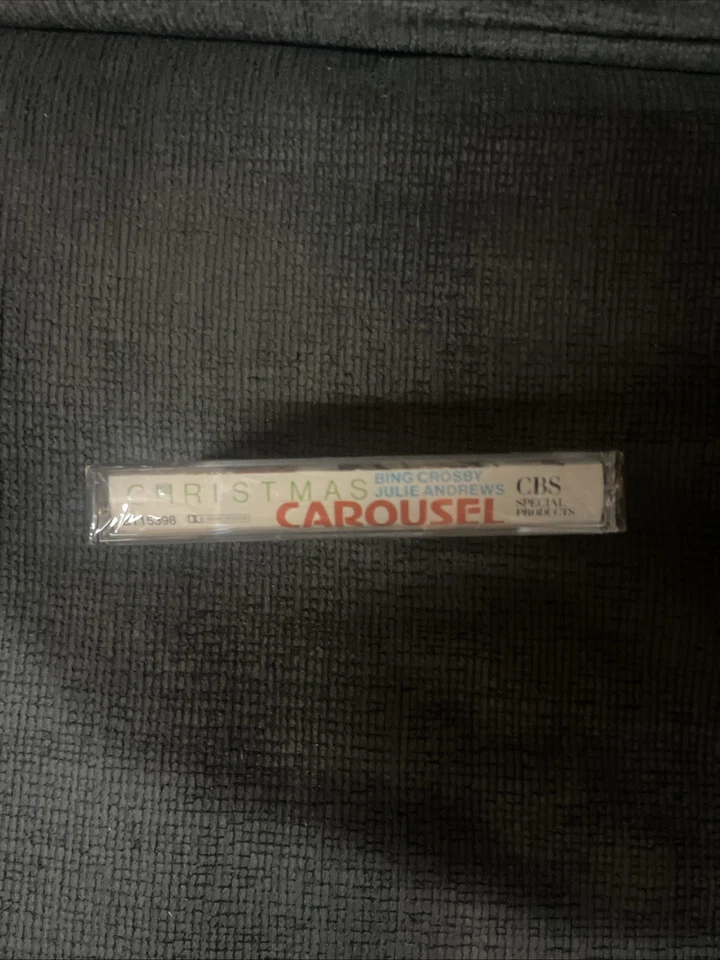 CHRISTMAS
BING CROSBY
JULIE ANDREWS
CAROUSEL
CBS
SPECIAL
PRODUCTS